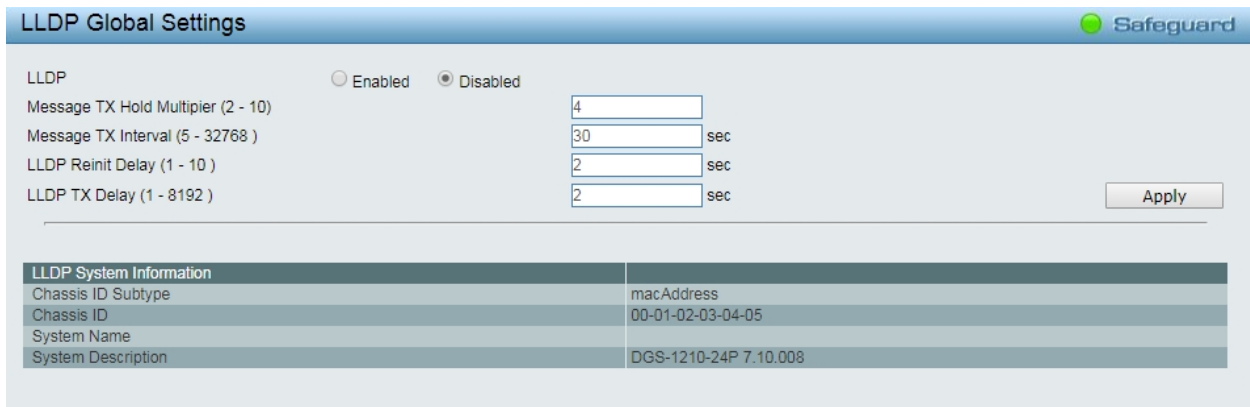 LLDP Global Settings Safeguard
LLDP Enabled Disabled
Message TX Hold Multipier (2 - 10) 4
Message TX Interval (5 - 32768 ) 30 sec
LLDP Reinit Delay (1 - 10 ) 2 sec
LLDP TX Delay (1 - 8192 ) 2 sec Apply
LLDP System Information
Chassis ID Subtype macAddress
Chassis ID 00-01-02-03-04-05
System Name
System Description DGS-1210-24P 7.10.008